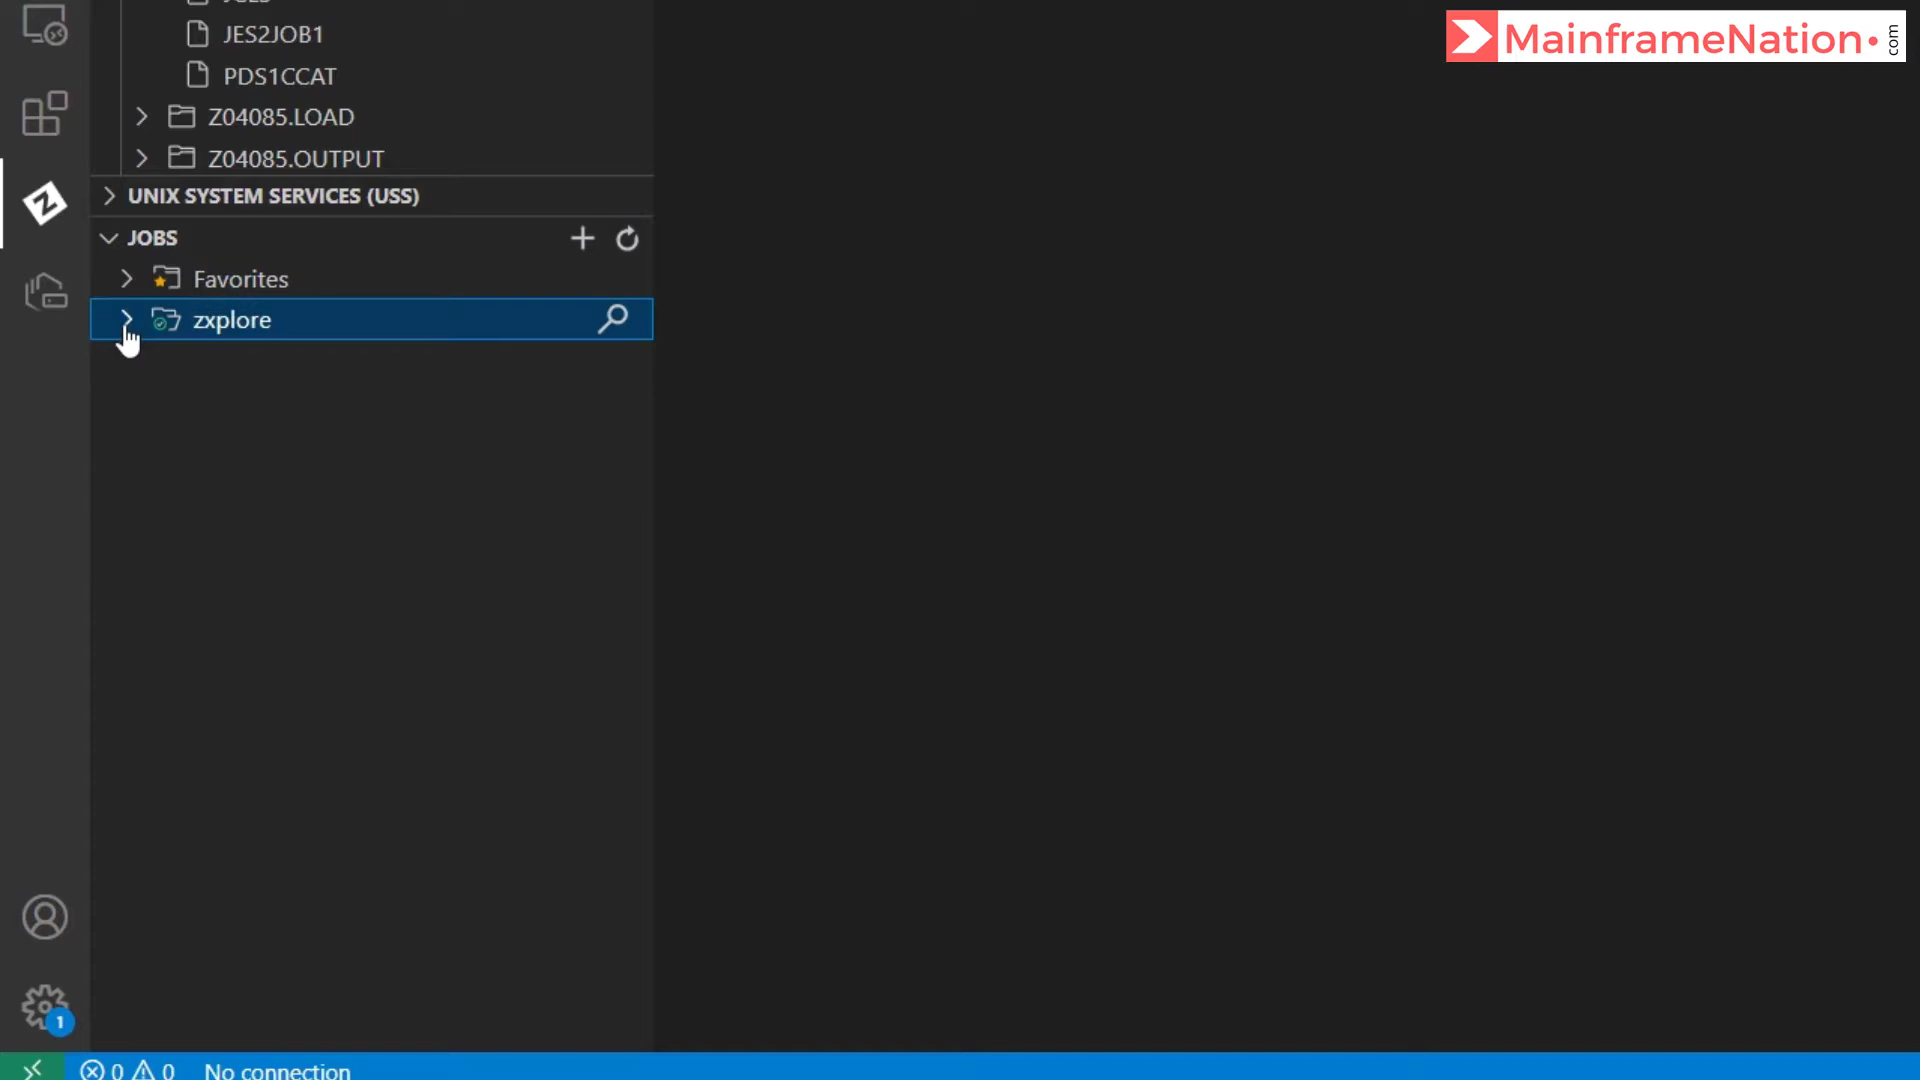 MainframeNation.com
JES2JOB1
PDS1CCAT
Z04085.LOAD
Z04085.OUTPUT
UNIX SYSTEM SERVICES (USS)
JOBS
Favorites
zxplore
1
0 0 No connection